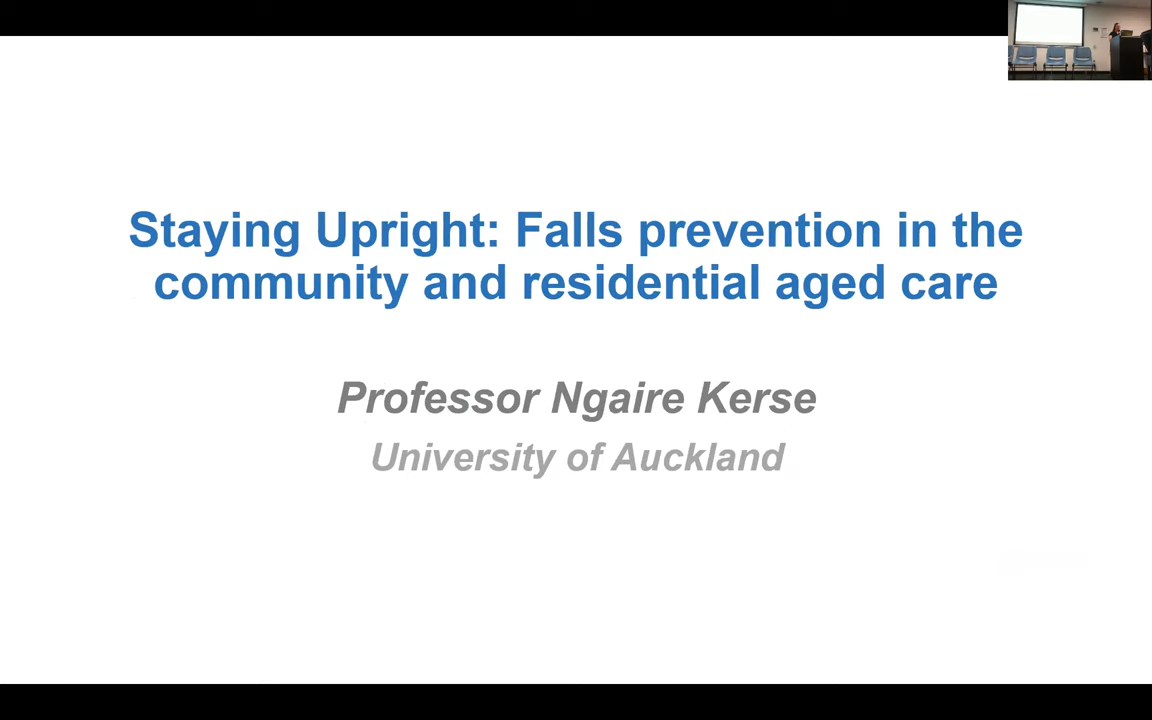 Staying Upright: Falls prevention in the
community and residential aged care
Professor Ngaire Kerse
University of Auckland